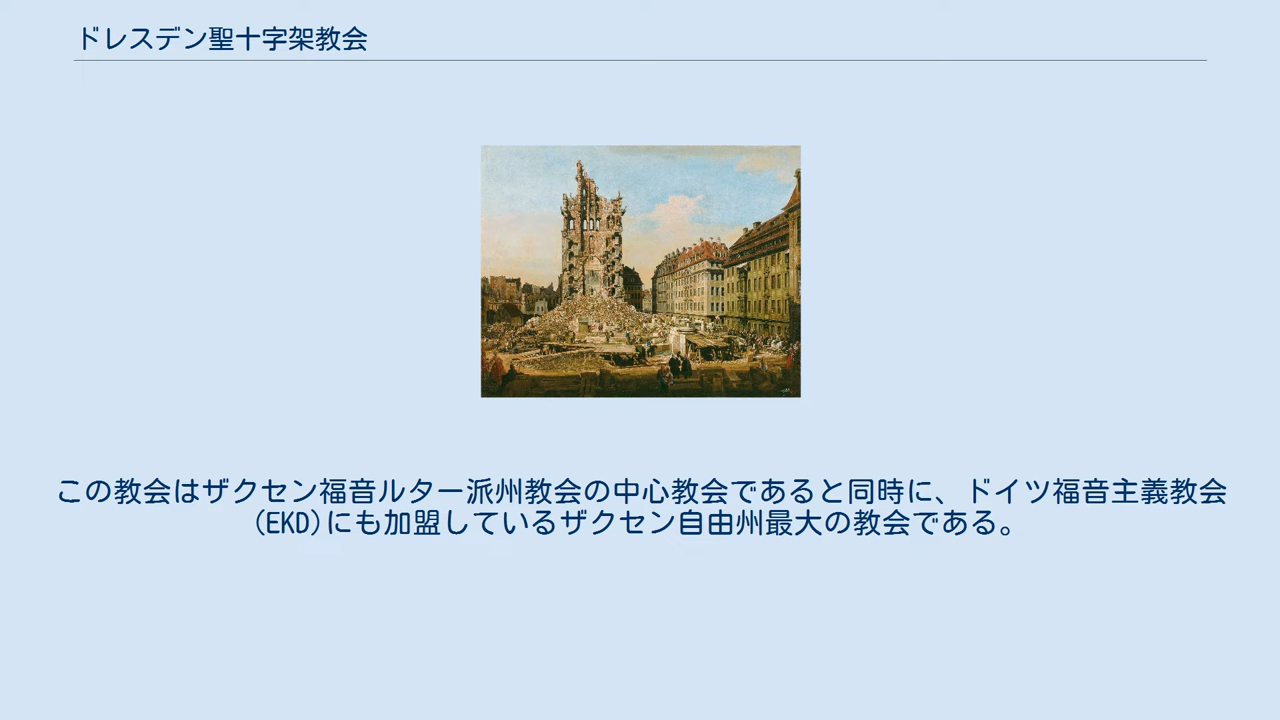 ドレスデン聖十字架教会
この教会はザクセン福音ルター派州教会の中心教会であると同時に、ドイツ福音主義教会
(EKD)にも加盟しているザクセン自由州最大の教会である。